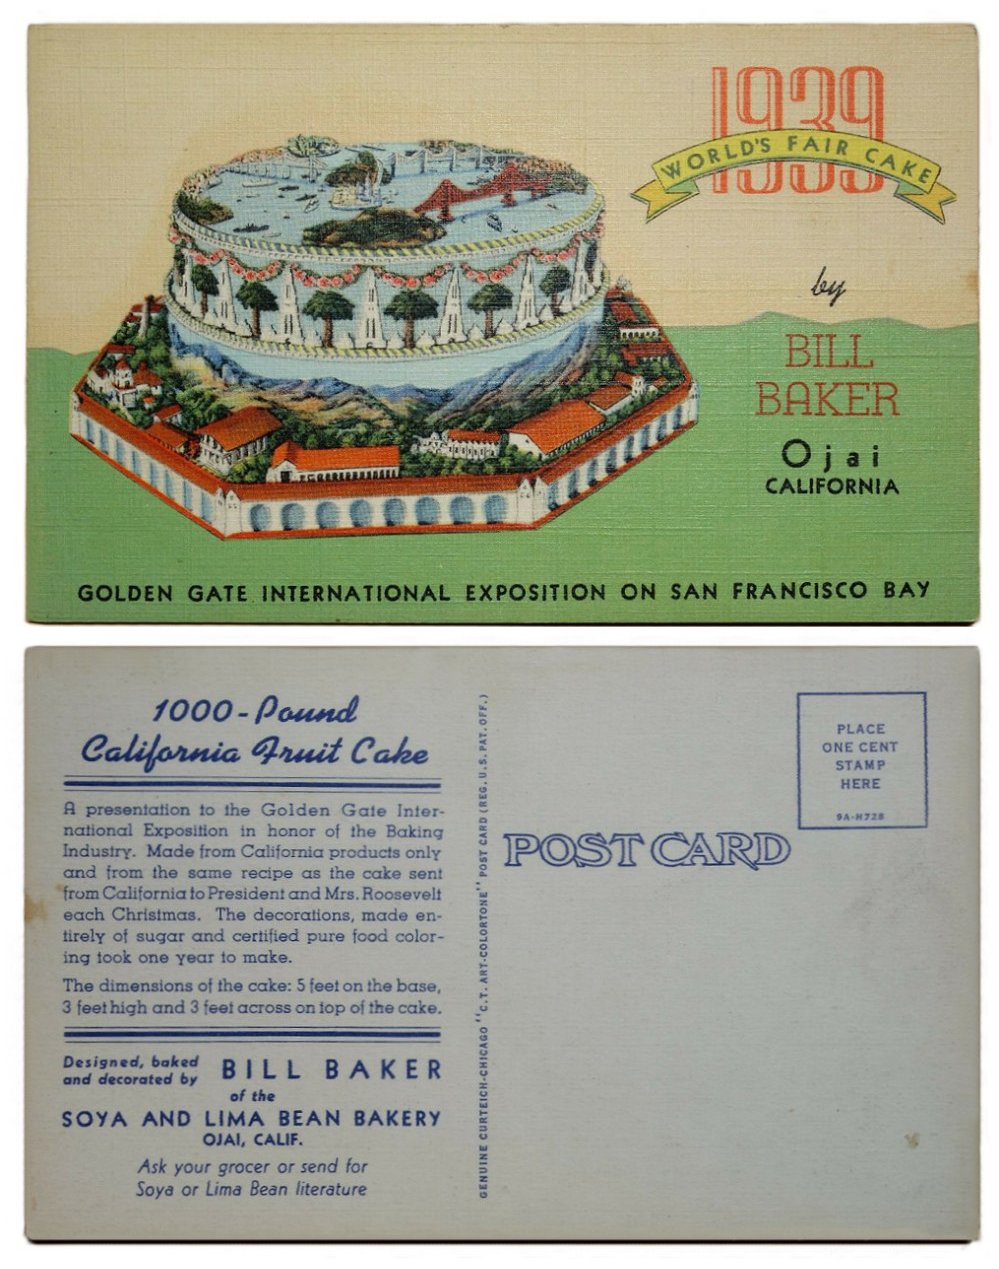 1939
WORLD'S FAIR CAKE
by
BILL
BAKER
Ojai
CALIFORNIA
GOLDEN GATE INTERNATIONAL EXPOSITION ON SAN FRANCISCO BAY
1000-Pound
California Fruit Cake
A presentation to the Golden Gate Inter-
national Exposition in honor of the Baking
Industry. Made from California products only
and from the same recipe as the cake sent
from California to President and Mrs. Roosevelt
each Christmas. The decorations, made en-
tirely of sugar and certified pure food color-
ing took one year to make.
The dimensions of the cake: 5 feet on the base,
3 feet high and 3 feet across on top of the cake.
Designed, baked
and decorated by BILL BAKER
of the
SOYA AND LIMA BEAN BAKERY
OJAI, CALIF.
Ask your grocer or send for
Soya or Lima Bean literature
GENUINE CURTEICH-CHICAGO "C.T. ART-COLORTONE" POST CARD (REG. U.S. PAT. OFF.)
POST CARD
PLACE
ONE CENT
STAMP
HERE
9A-H728